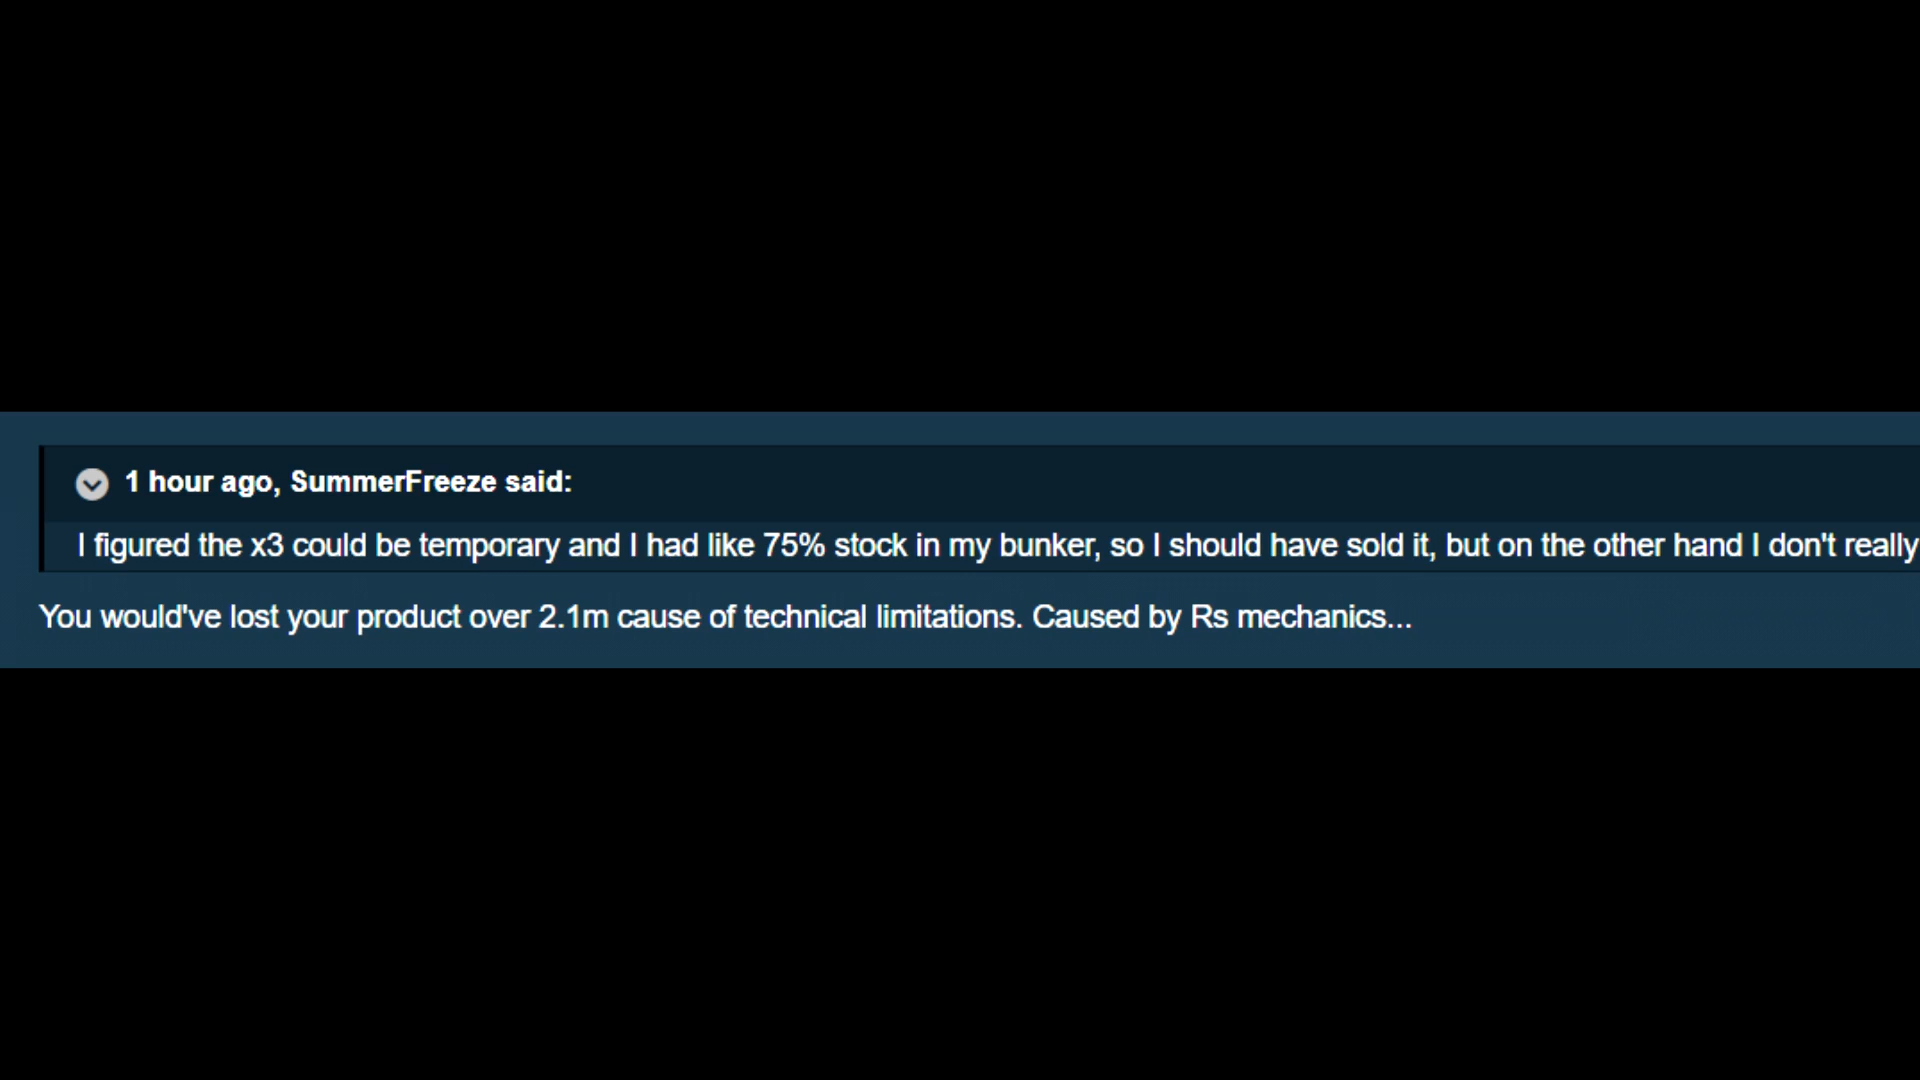 1 hour ago, SummerFreeze said:
I figured the x3 could be temporary and I had like 75% stock in my bunker, so I should have sold it, but on the other hand I don't really
You would've lost your product over 2.1m cause of technical limitations. Caused by Rs mechanics...